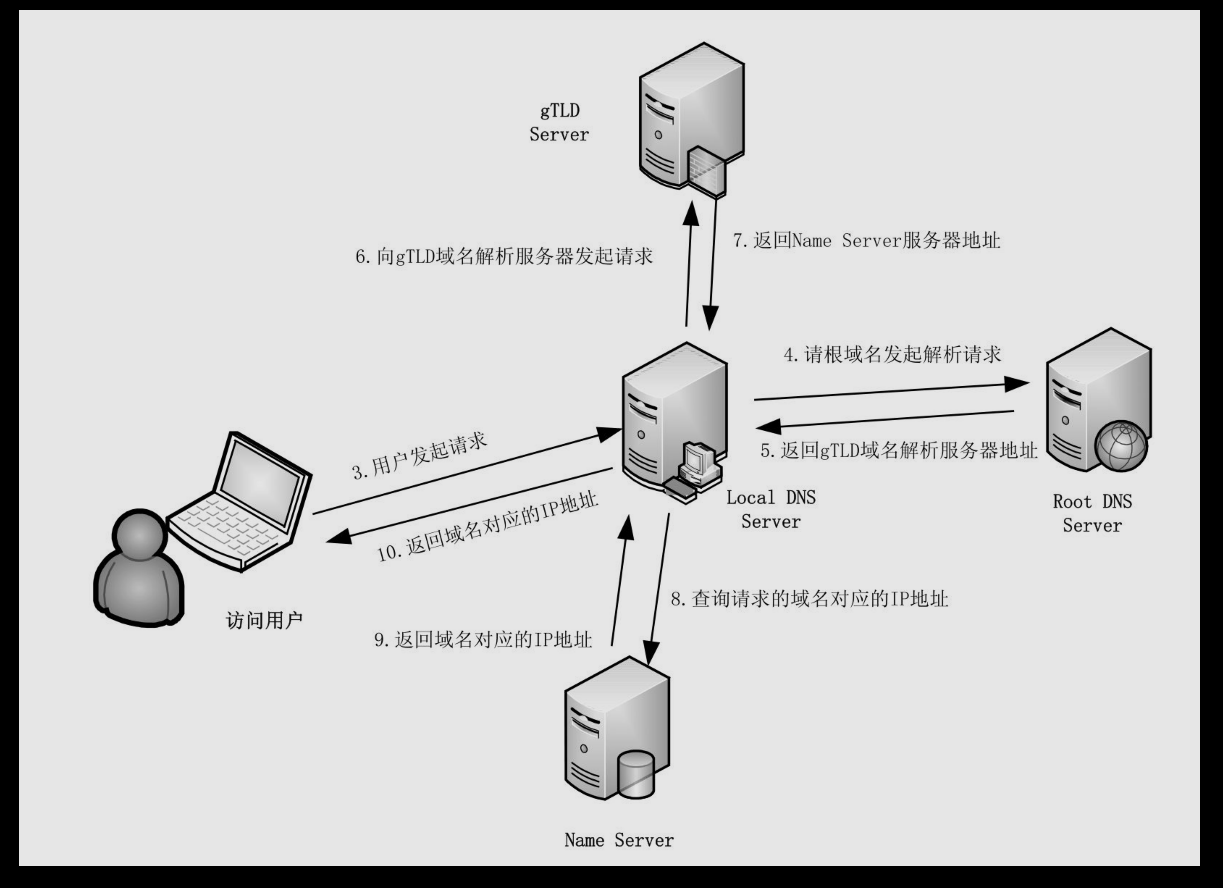 gTLD
Server
6.向gTLD域名解析服务器发起请求
7.返回Name Server服务器地址
4.请根域名发起解析请求
5.返回gTLD域名解析服务器地址
3.用户发起请求
10.返回域名对应的IP地址
Local DNS
Server
Root DNS
Server
访问用户
8.查询请求的域名对应的IP地址
9.返回域名对应的IP地址
Name Server